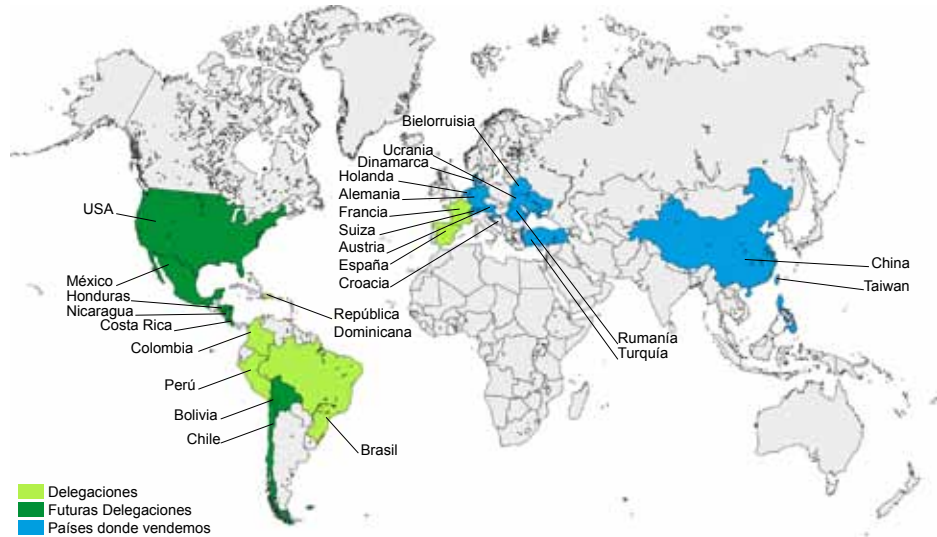 Bielorruisia
Ucrania
Dinamarca
Holanda
Alemania
Francia
Suiza
Austria
España
Croacia
USA
México
Honduras
Nicaragua
Costa Rica
Colombia
Perú
Bolivia
Chile
República
Dominicana
Brasil
Rumanía
Turquía
China
Taiwan
Delegaciones
Futuras Delegaciones
Países donde vendemos